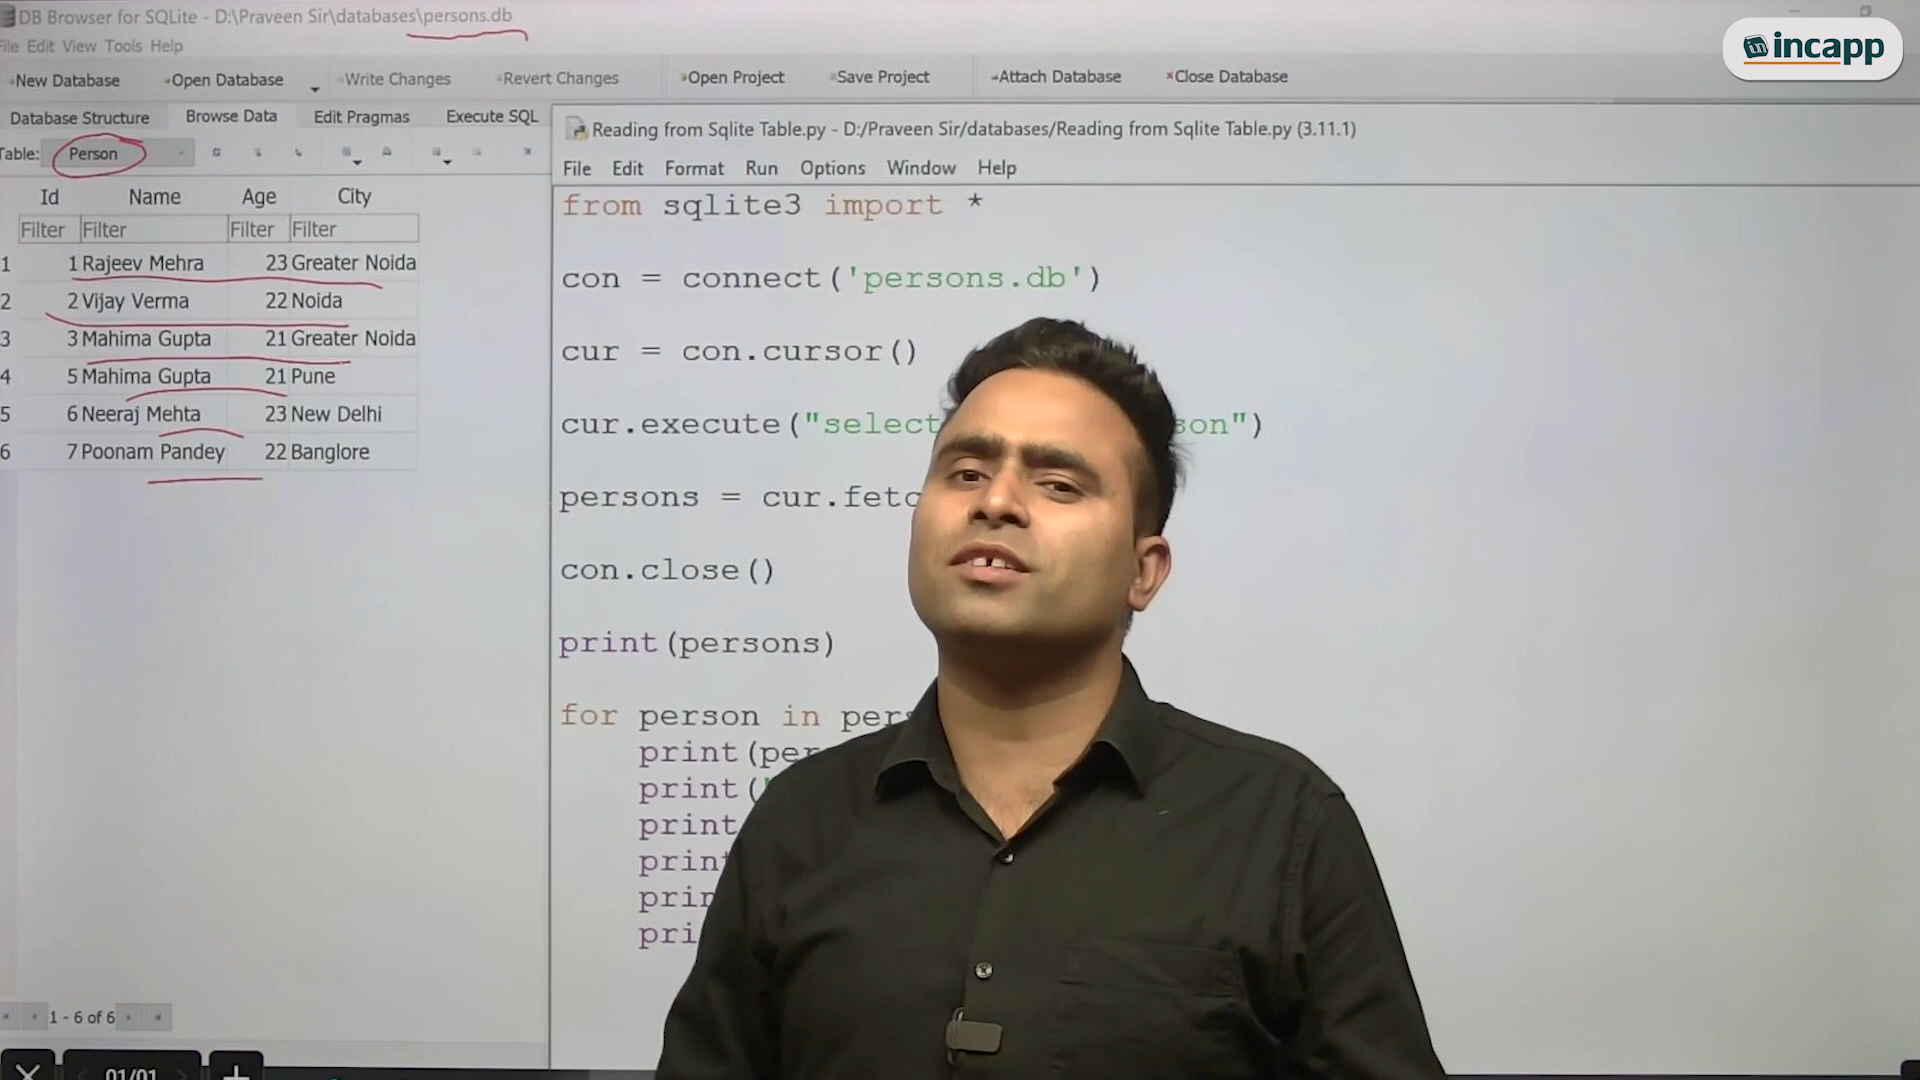 DB Browser for SQLite - D:\Praveen Sir\databases\persons.db
File Edit View Tools Help
New Database Open Database Write Changes Revert Changes Open Project Save Project Attach Database Close Database
incapp
Database Structure Browse Data Edit Pragmas Execute SQL
Table: Person
Id Name Age City
Filter Filter Filter Filter
1 1 Rajeev Mehra 23 Greater Noida
2 2 Vijay Verma 22 Noida
3 3 Mahima Gupta 21 Greater Noida
4 5 Mahima Gupta 21 Pune
5 6 Neeraj Mehta 23 New Delhi
6 7 Poonam Pandey 22 Banglore
1 - 6 of 6
01/01
Reading from Sqlite Table.py - D:/Praveen Sir/databases/Reading from Sqlite Table.py (3.11.1)
File Edit Format Run Options Window Help
from sqlite3 import *
con = connect('persons.db')
cur = con.cursor()
cur.execute("select son")
persons = cur.fetc
con.close()
print(persons)
for person in pers
print(per
print("
print
print
prin
pri